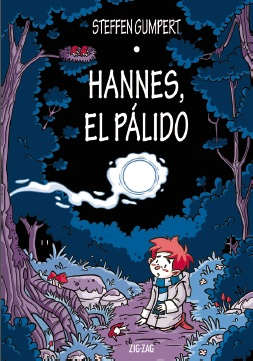 STEFFEN GUMPERT
HANNES,
EL PÁLIDO
ZIG-ZAG